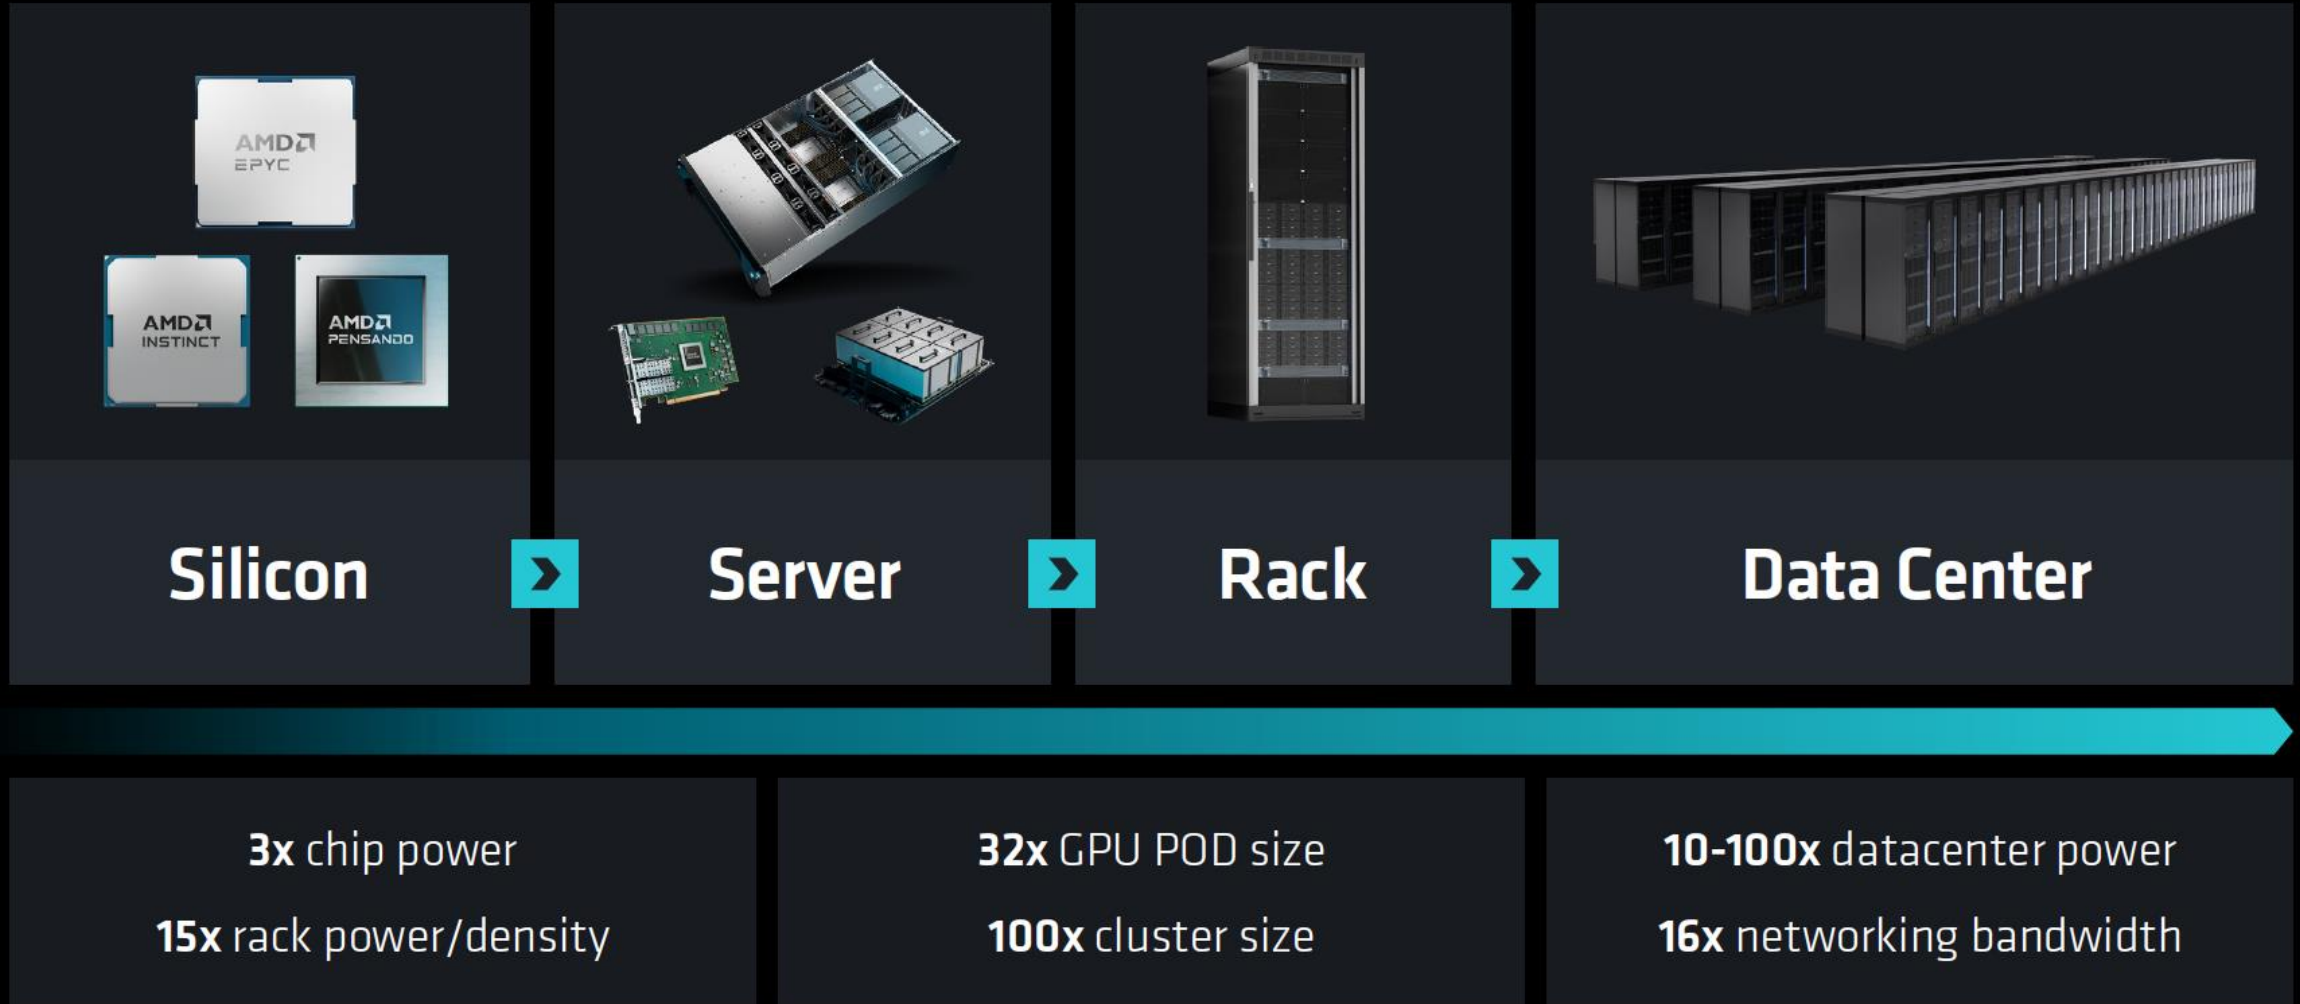 AMD
EPYC
AMD
INSTINCT
AMD
PENSANDO
Silicon
Server
Rack
Data Center
3x chip power
15x rack power/density
32x GPU POD size
100x cluster size
10-100x datacenter power
16x networking bandwidth